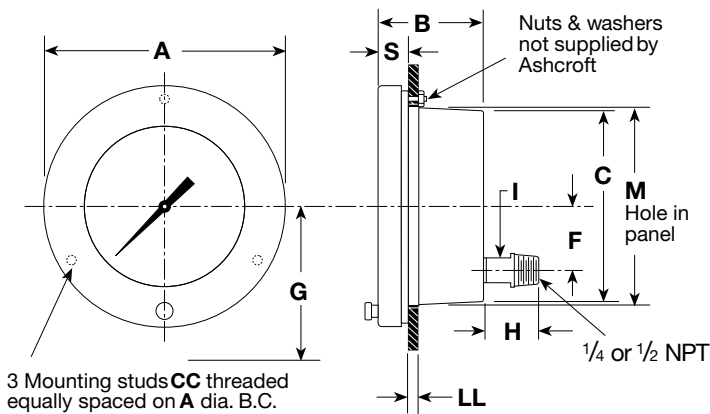 A
B
S
Nuts & washers
not supplied by
Ashcroft
C
M
Hole in
panel
I
F
G
H
1/4 or 1/2 NPT
3 Mounting studs CC threaded
equally spaced on A dia. B.C.
LL